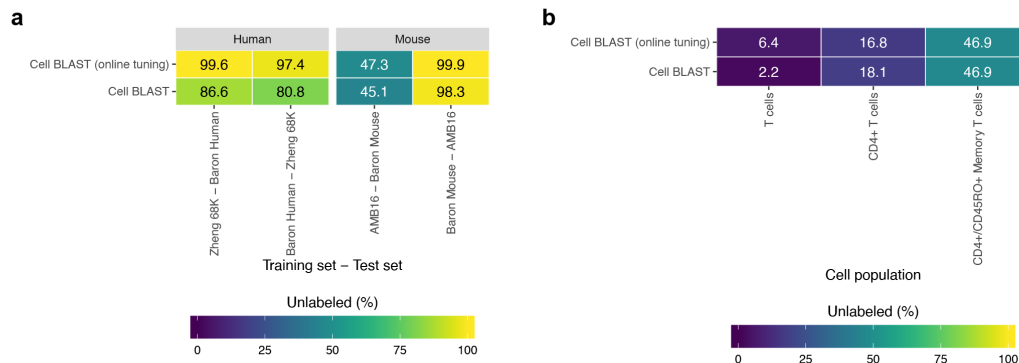 a
Human Mouse
Cell BLAST (online tuning) 99.6 97.4 47.3 99.9
Cell BLAST 86.6 80.8 45.1 98.3
Zheng 68K – Baron Human
Baron Human – Zheng 68K
AMB16 – Baron Mouse
Baron Mouse – AMB16
Training set – Test set
Unlabeled (%)
0 25 50 75 100
b
Cell BLAST (online tuning) 6.4 16.8 46.9
Cell BLAST 2.2 18.1 46.9
T cells
CD4+ T cells
CD4+/CD45RO+ Memory T cells
Cell population
Unlabeled (%)
0 25 50 75 100